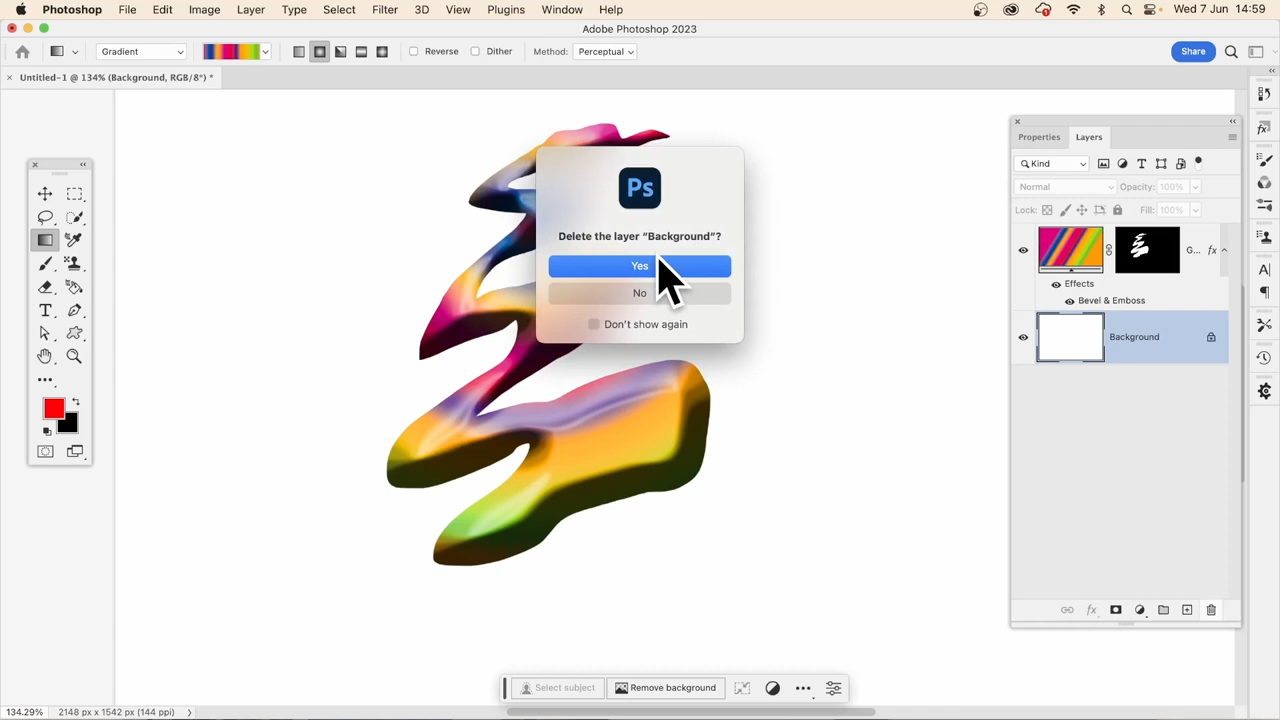 Photoshop File Edit Image Layer Type Select Filter 3D View Plugins Window Help Wed 7 Jun 14:59
Adobe Photoshop 2023
Gradient Reverse Dither Method: Perceptual Share
× Untitled-1 @ 134% (Background, RGB/8*) *
Properties Layers
Kind
Normal Opacity: 100%
Lock: Fill: 100%
G... fx
Effects
Bevel & Emboss
Background
Ps
Delete the layer “Background”?
Yes
No
Don’t show again
Select subject Remove background
134.29% 2148 px x 1542 px (144 ppi)